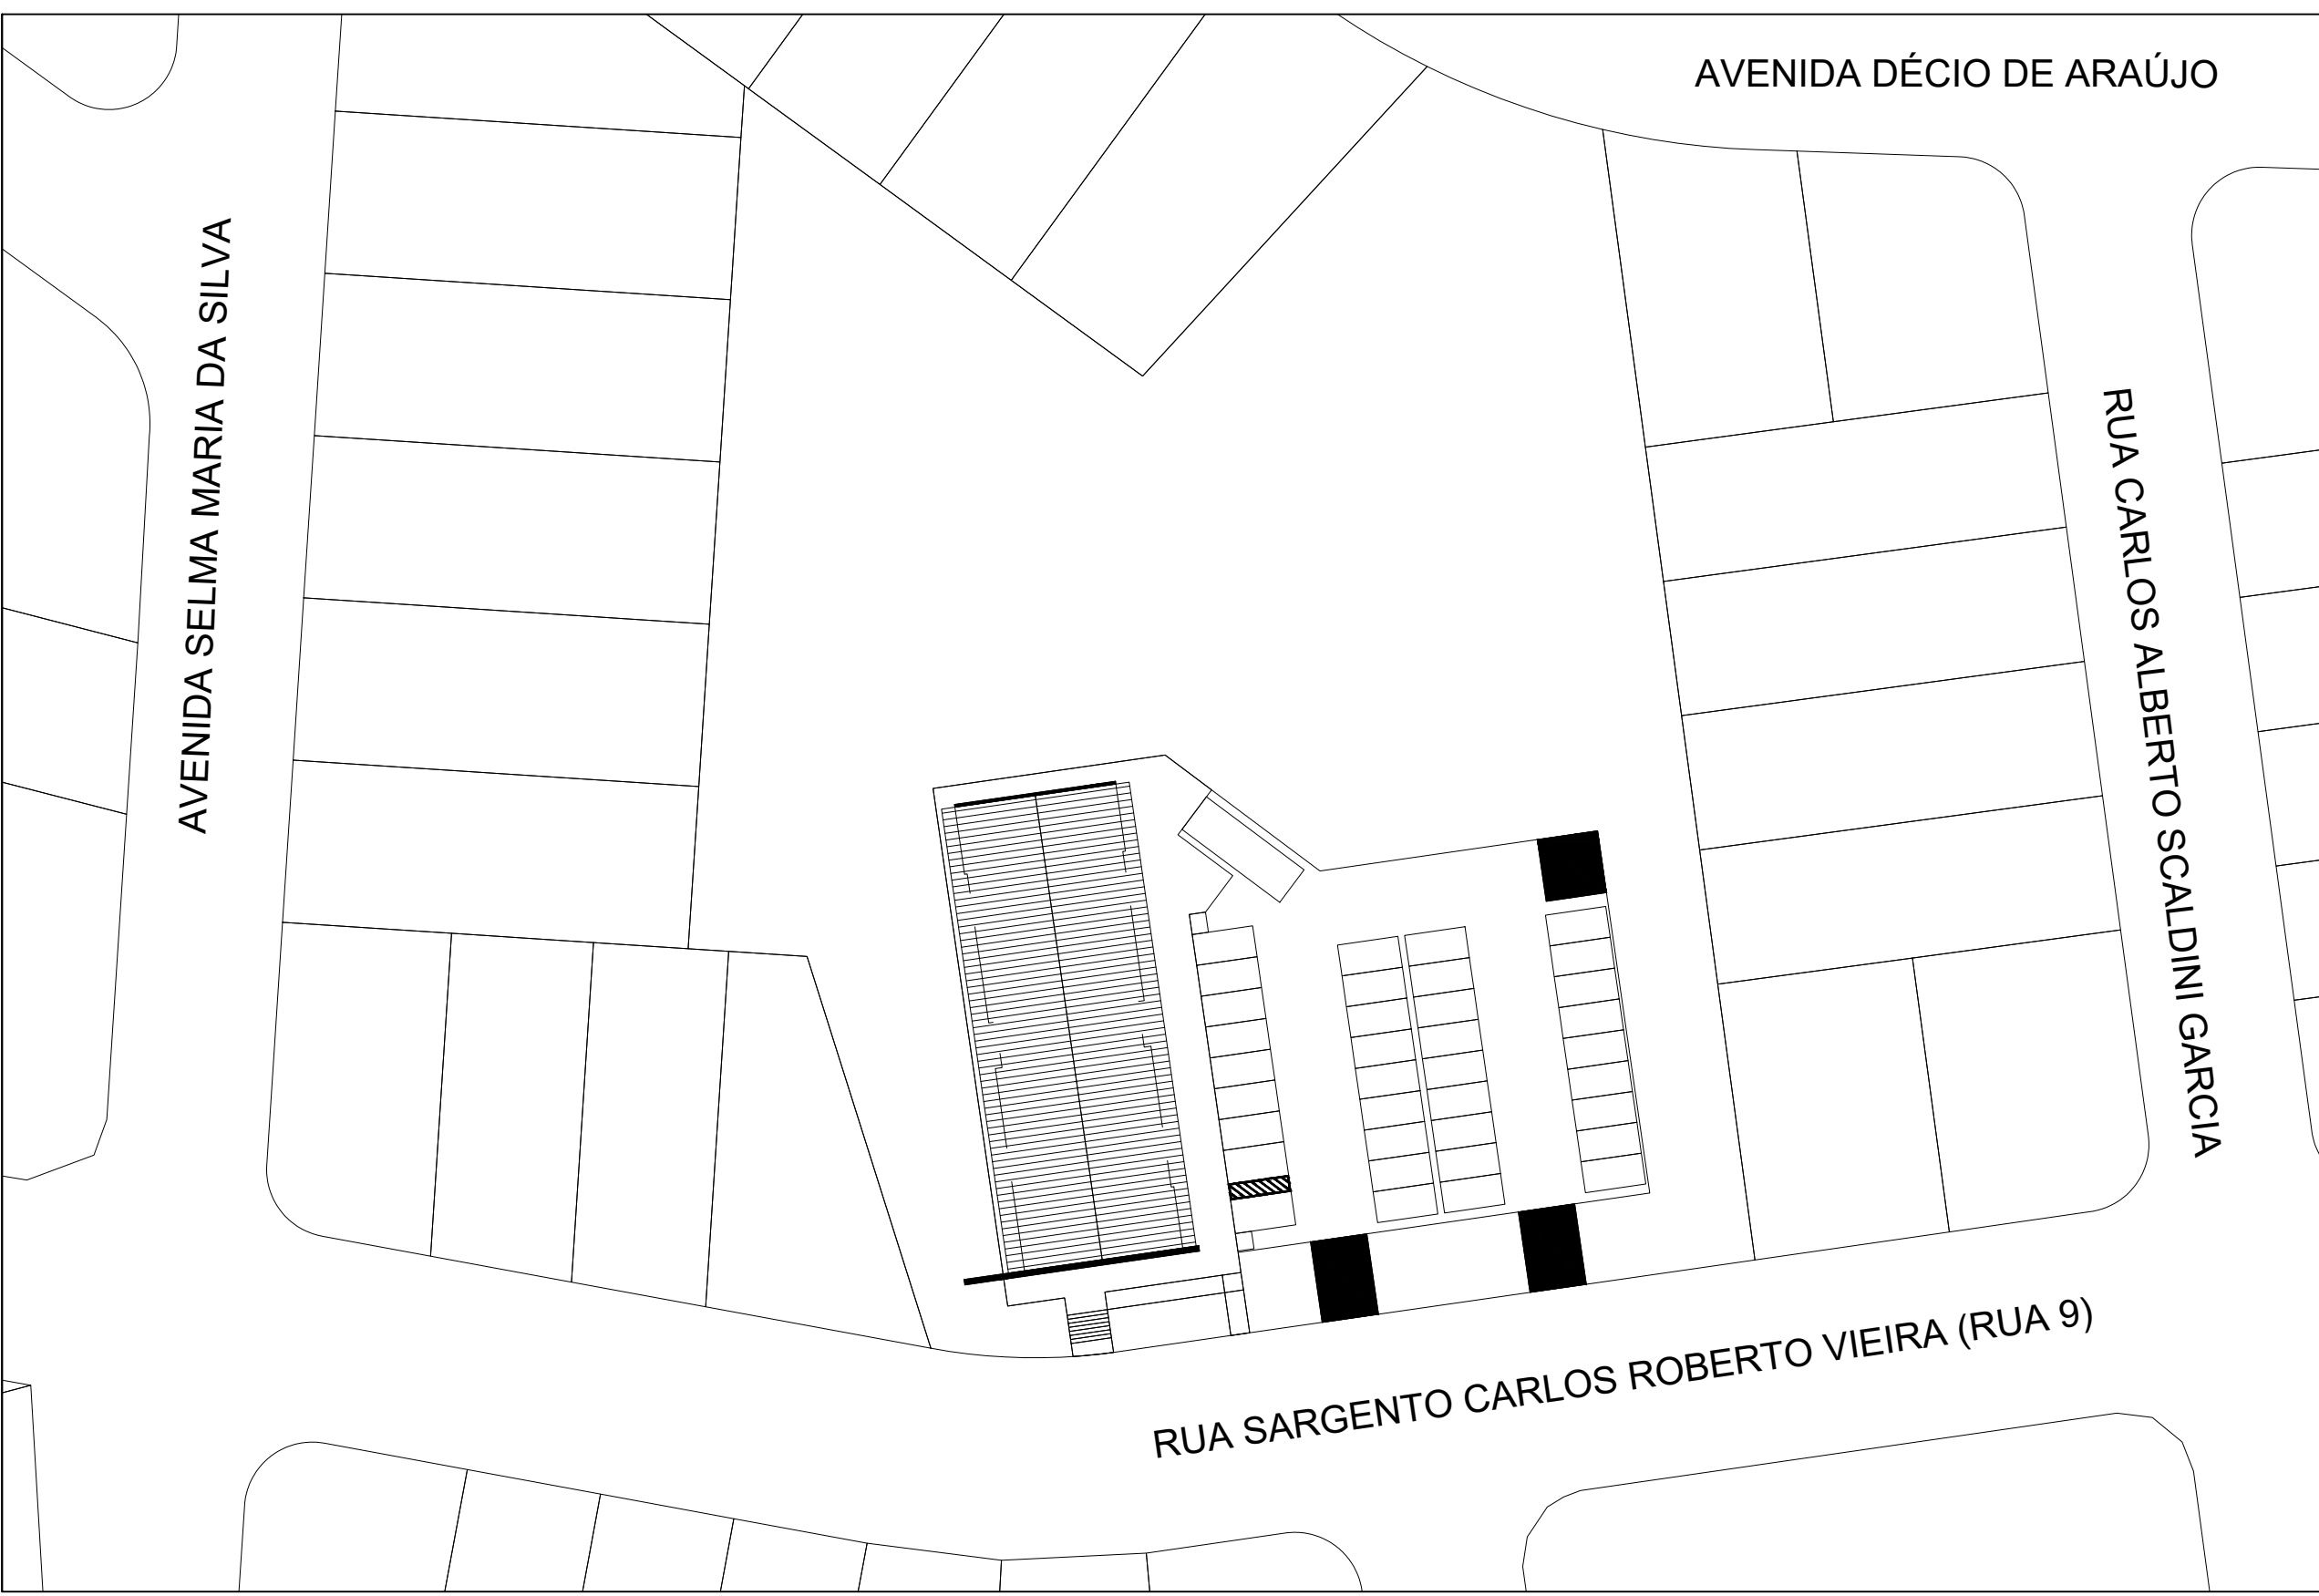 AVENIDA DÉCIO DE ARAÚJO
AVENIDA SELMA MARIA DA SILVA
RUA CARLOS ALBERTO SCALDINI GARCIA
RUA SARGENTO CARLOS ROBERTO VIEIRA (RUA 9)